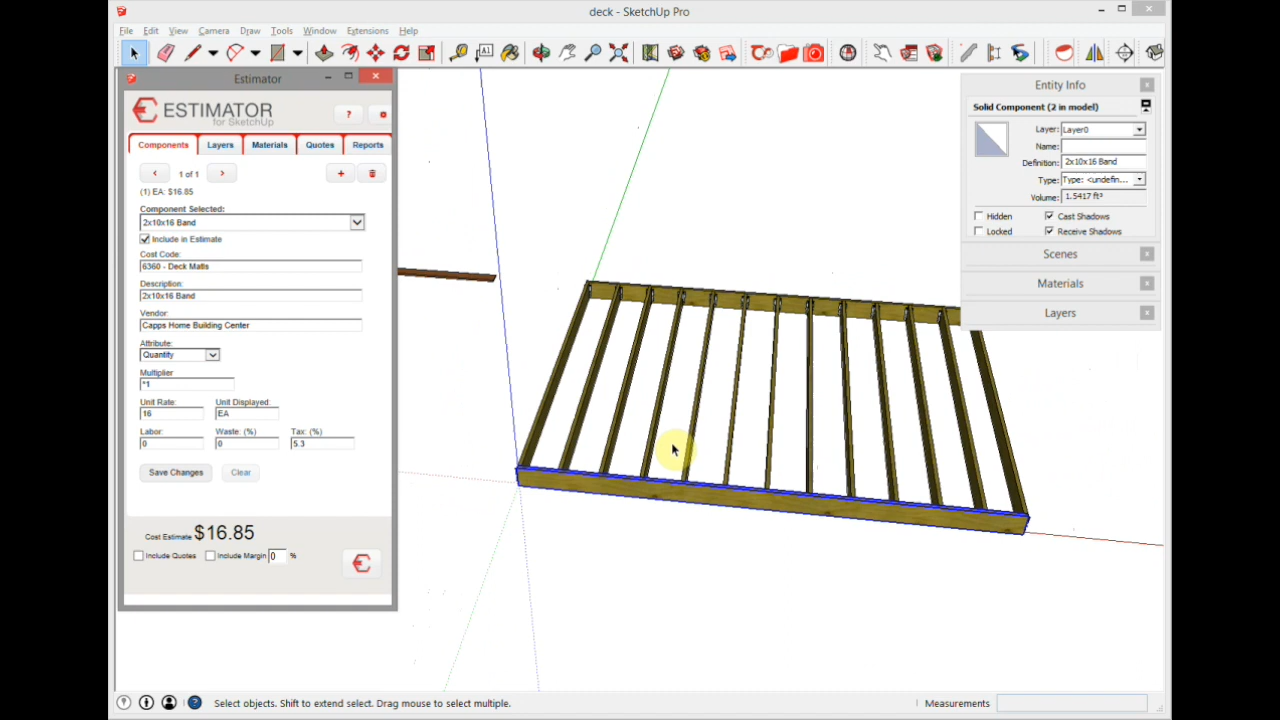 deck - SketchUp Pro
File Edit View Camera Draw Tools Window Extensions Help
A1
Estimator
ESTIMATOR
for SketchUp
?
Components Layers Materials Quotes Reports
< 1 of 1 > +
(1) EA: $16.85
Component Selected:
2x10x16 Band
Include in Estimate
Cost Code:
6360 - Deck Matls
Description:
2x10x16 Band
Vendor:
Capps Home Building Center
Attribute:
Quantity
Multiplier
*1
Unit Rate: Unit Displayed:
16 EA
Labor: Waste: (%) Tax: (%)
0 0 5.3
Save Changes Clear
Cost Estimate $16.85
Include Quotes Include Margin 0 %
Entity Info
Solid Component (2 in model)
Layer: Layer0
Name:
Definition: 2x10x16 Band
Type: Type: <undefin...
Volume: 1.5417 ft³
Hidden Cast Shadows
Locked Receive Shadows
Scenes
Materials
Layers
Select objects. Shift to extend select. Drag mouse to select multiple.
Measurements